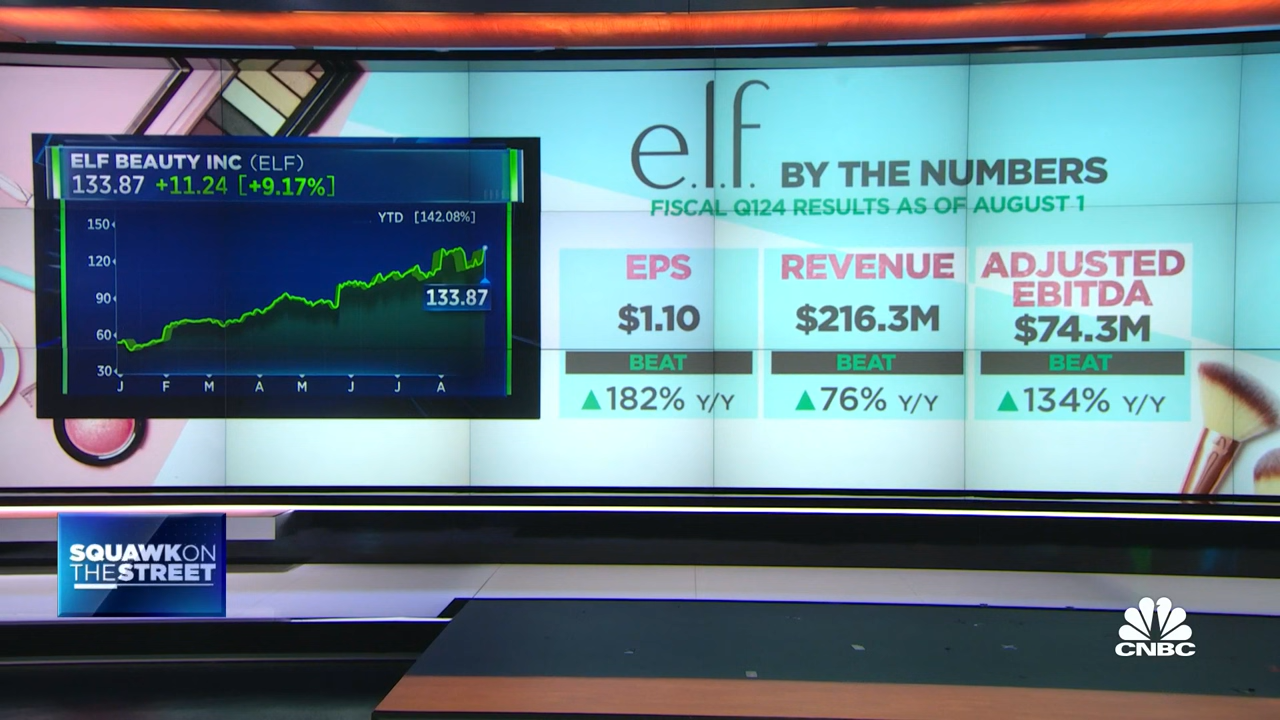 ELF BEAUTY INC (ELF)
133.87 +11.24 [+9.17%]
YTD [142.08%]
150
120
90
60
30
133.87
J F M A M J J A
e.l.f. BY THE NUMBERS
FISCAL Q124 RESULTS AS OF AUGUST 1
EPS
$1.10
BEAT
▲182% Y/Y
REVENUE
$216.3M
BEAT
▲76% Y/Y
ADJUSTED
EBITDA
$74.3M
BEAT
▲134% Y/Y
SQUAWK ON
THE STREET
CNBC